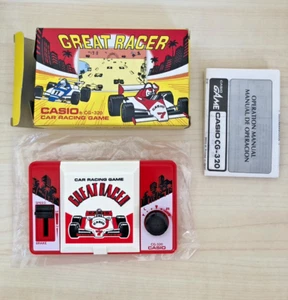 GREAT RACER
CASIO CG-320
CAR RACING GAME
GAME CASIO CG-320
OPERATION MANUAL
MANUAL DE OPERACION
CAR RACING GAME
GREAT RACER
7
CG-320
CASIO